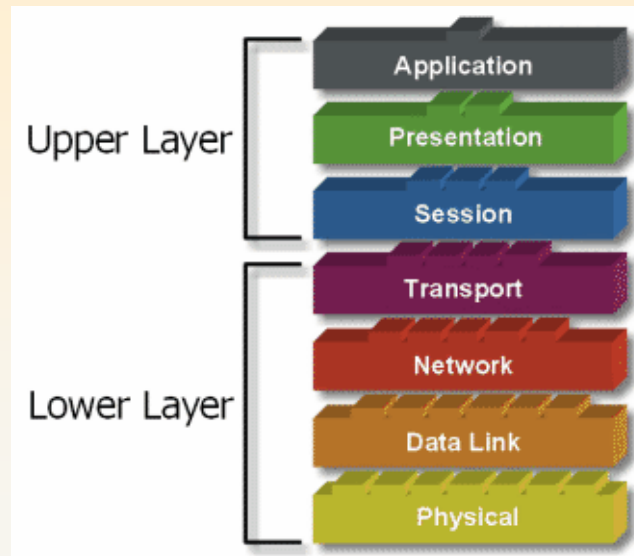 Upper Layer
Application
Presentation
Session
Lower Layer
Transport
Network
Data Link
Physical